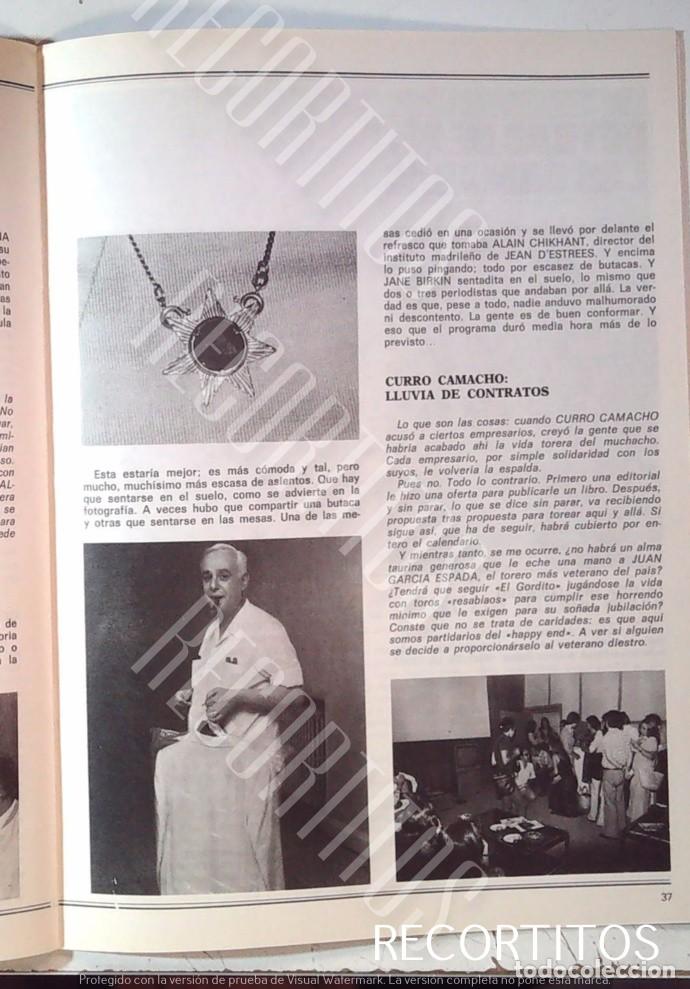 sas cedió en una ocasión y se llevó por delante el
refrasco que tomaba ALAIN CHIKHANT, director del
instituto madrileño de JEAN D'ESTREES. Y encima
lo puso pingando; todo por escasez de butacas. Y
JANE BIRKIN sentadita en el suelo, lo mismo que
dos o tres periodistas que andaban por allá. La ver-
dad es que, pese a todo, nadie anduvo malhumorado
ni descontento. La gente es de buen conformar. Y
eso que el programa duró media hora más de lo
previsto...
CURRO CAMACHO:
LLUVIA DE CONTRATOS
Lo que son las cosas: cuando CURRO CAMACHO
acusó a ciertos empresarios, creyó la gente que se
habría acabado ahí la vida torera del muchacho.
Cada empresario, por simple solidaridad con los
suyos, le volvería la espalda.
Pues no. Todo lo contrario. Primero una editorial
le hizo una oferta para publicarle un libro. Después,
y sin parar, lo que se dice sin parar, va recibiendo
propuesta tras propuesta para torear aquí y allá. Si
sigue así, que ha de seguir, habrá cubierto por en-
tero el calendario.
Y mientras tanto, se me ocurre, ¿no habrá un alma
taurina generosa que le eche una mano a JUAN
GARCIA ESPADA, el torero más veterano del país?
¿Tendrá que seguir «El Gordito» jugándose la vida
con toros «resabiaos» para cumplir ese horrendo
mínimo que le exigen para su soñada jubilación?
Conste que no se trata de caridades: es que aquí
somos partidarios del «happy end». A ver si alguien
se decide a proporcionárselo al veterano diestro.
Esta estaría mejor; es más cómoda y tal, pero
mucho, muchísimo más escasa de asientos. Que hay
que sentarse en el suelo, como se advierte en la
fotografía. A veces hubo que compartir una butaca
y otras que sentarse en las mesas. Una de las me-
37
RECORTITOS
todocoleccion
Protegido con la versión de prueba de Visual Watermark. La versión completa no pone esta marca.